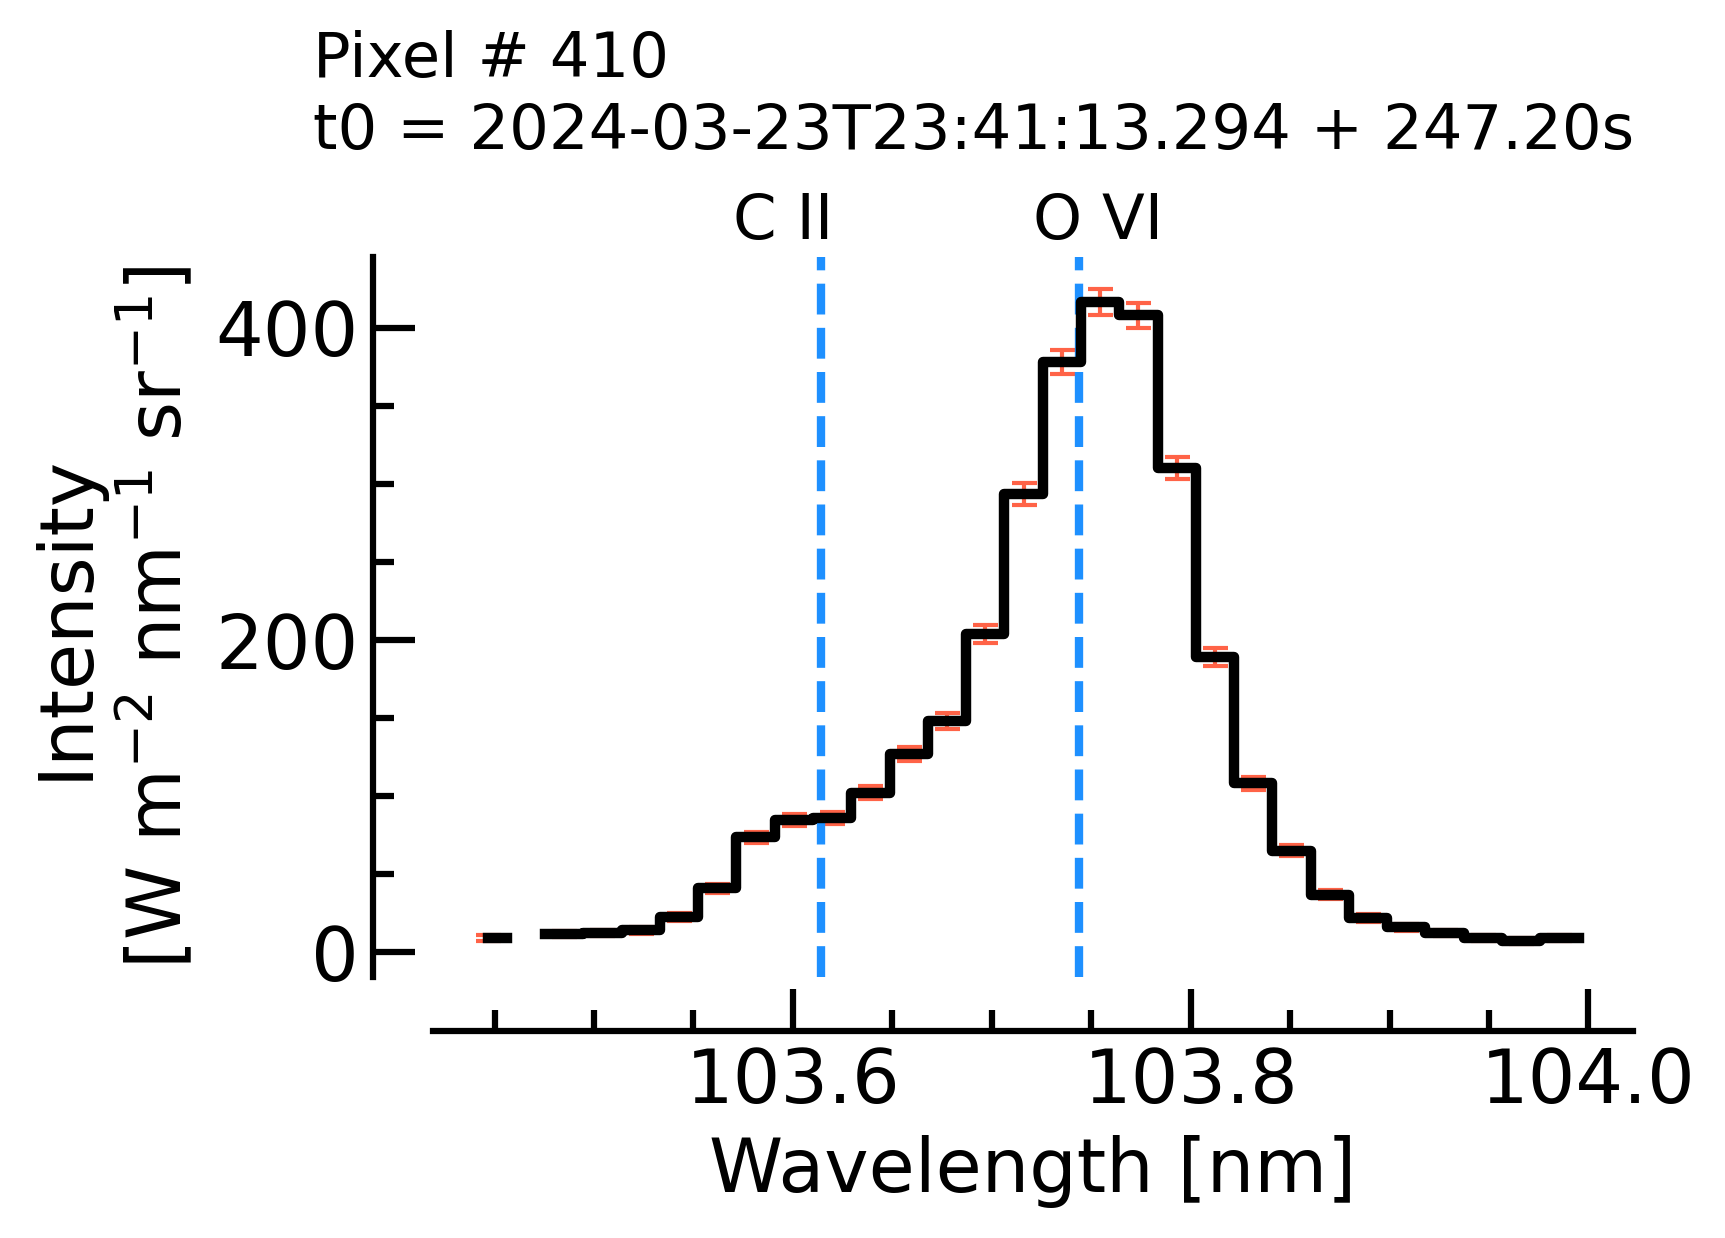 Pixel # 410
t0 = 2024-03-23T23:41:13.294 + 247.20s
C II
O VI
Intensity
[W m⁻² nm⁻¹ sr⁻¹]
400
200
0
103.6
103.8
104.0
Wavelength [nm]